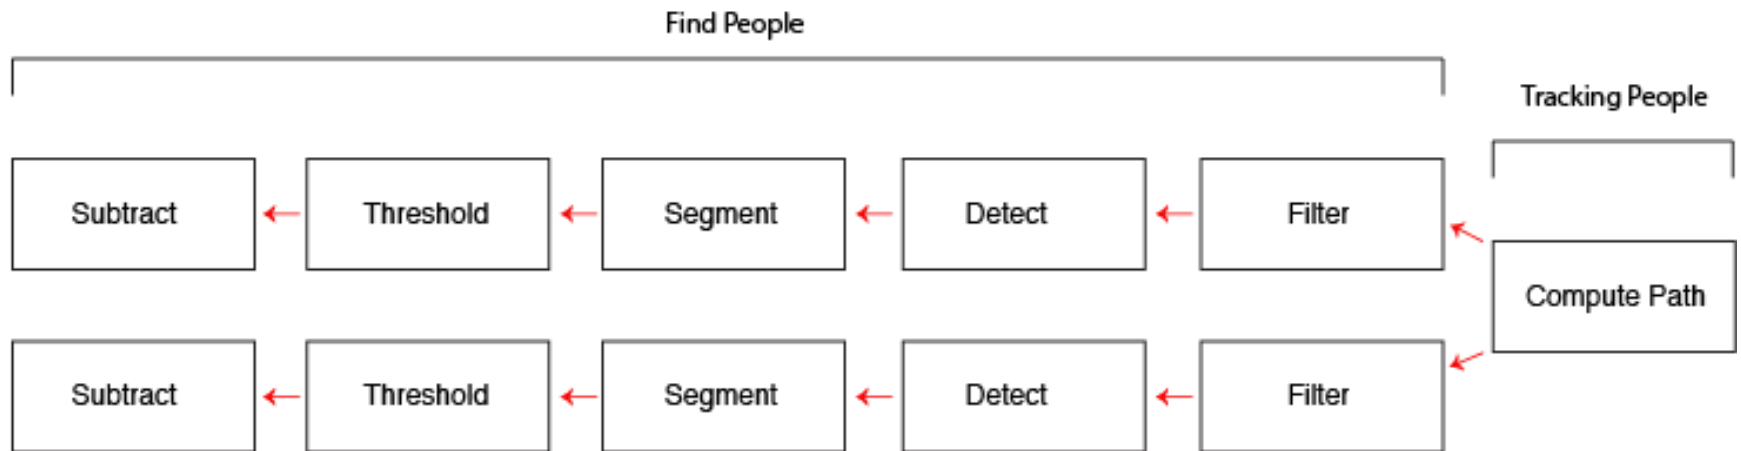 Find People
Tracking People
Subtract Threshold Segment Detect Filter
Compute Path
Subtract Threshold Segment Detect Filter